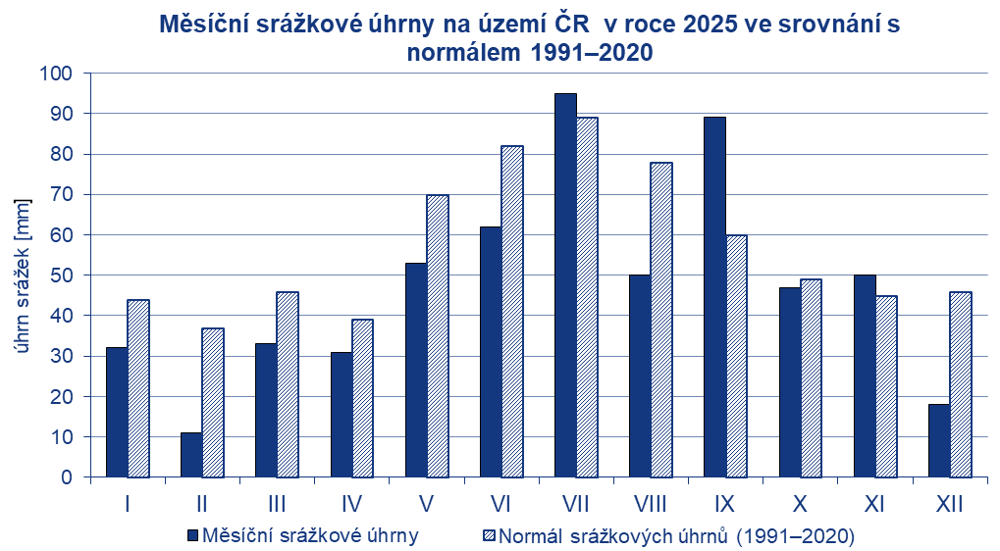 Měsíční srážkové úhrny na území ČR  v roce 2025 ve srovnání s
normálem 1991–2020
100
90
80
70
60
50
40
30
20
10
0
úhrn srážek [mm]
I II III IV V VI VII VIII IX X XI XII
Měsíční srážkové úhrny Normál srážkových úhrnů (1991–2020)